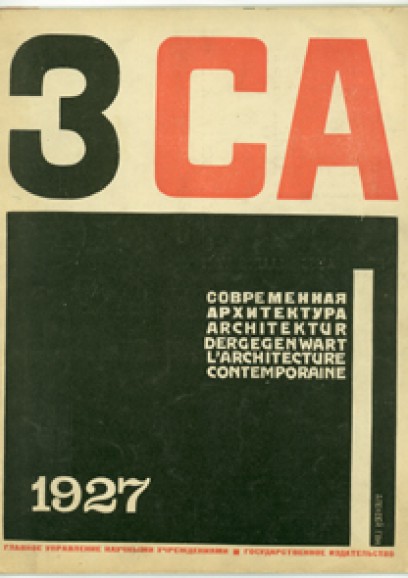 3 СА
СОВРЕМЕННАЯ
АРХИТЕКТУРА
ARCHITEKTUR
DERGEGENWART
L'ARCHITECTURE
CONTEMPORAINE
1927
ГЛАВНОЕ УПРАВЛЕНИЕ НАУЧНЫМИ УЧРЕЖДЕНИЯМИ ■ ГОСУДАРСТВЕННОЕ ИЗДАТЕЛЬСТВО